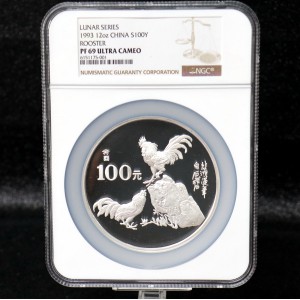 LUNAR SERIES
1993 12oz CHINA S100Y
ROOSTER
PF 69 ULTRA CAMEO
NUMISMATIC GUARANTY CORPORATION
NGC
100元